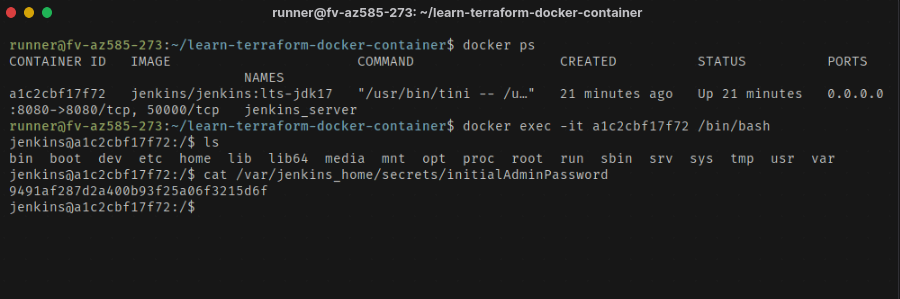 runner@fv-az585-273: ~/learn-terraform-docker-container
runner@fv-az585-273:~/learn-terraform-docker-container$ docker ps
CONTAINER ID   IMAGE                       COMMAND                  CREATED          STATUS          PORTS
                              NAMES
a1c2cbf17f72   jenkins/jenkins:lts-jdk17   "/usr/bin/tini -- /u…"   21 minutes ago   Up 21 minutes   0.0.0.0
:8080->8080/tcp, 50000/tcp   jenkins_server
runner@fv-az585-273:~/learn-terraform-docker-container$ docker exec -it a1c2cbf17f72 /bin/bash
jenkins@a1c2cbf17f72:/$ ls
bin  boot  dev  etc  home  lib  lib64  media  mnt  opt  proc  root  run  sbin  srv  sys  tmp  usr  var
jenkins@a1c2cbf17f72:/$ cat /var/jenkins_home/secrets/initialAdminPassword
9491af287d2a400b93f25a06f3215d6f
jenkins@a1c2cbf17f72:/$